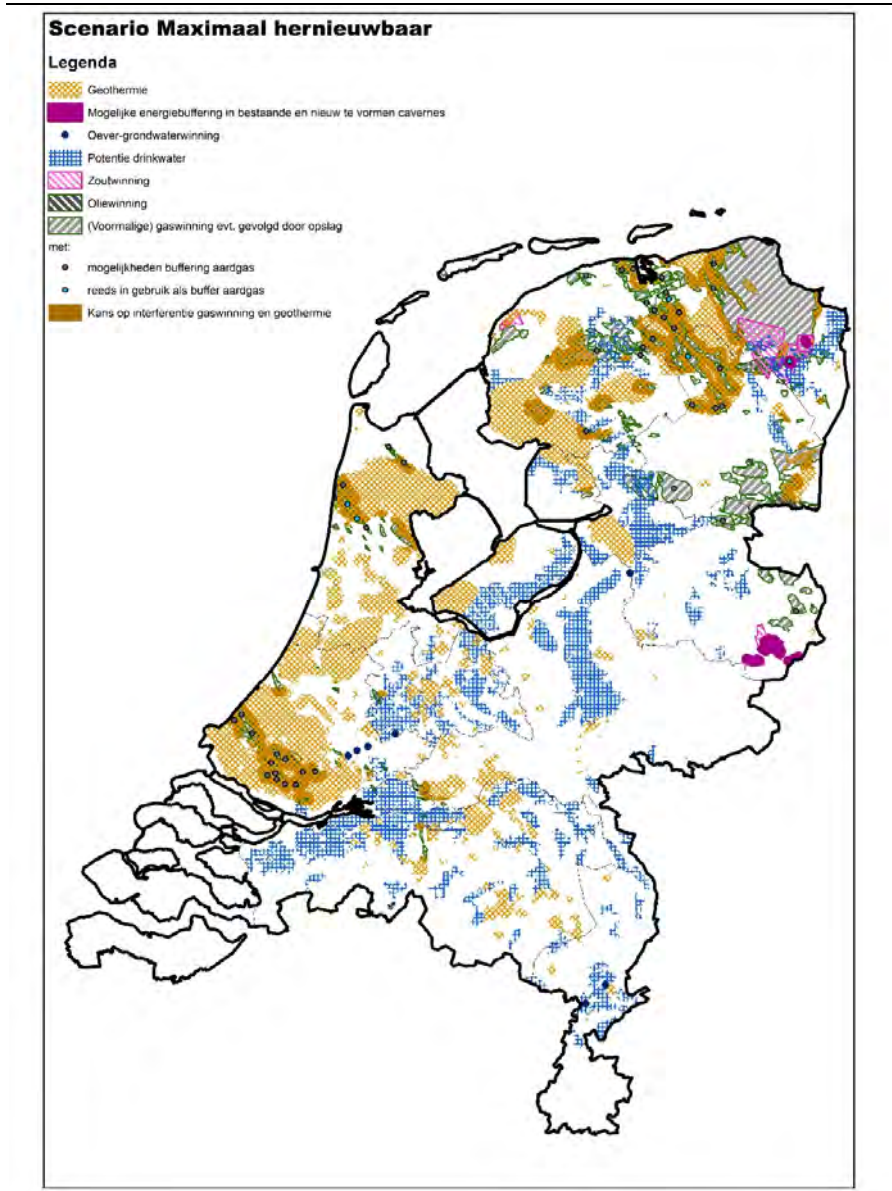 Scenario Maximaal hernieuwbaar
Legenda
Geothermie
Mogelijke energiebuffering in bestaande en nieuw te vormen cavernes
Oever-grondwaterwinning
Potentie drinkwater
Zoutwinning
Oliewinning
(Voormalige) gaswinning evt. gevolgd door opslag
met:
mogelijkheden buffering aardgas
reeds in gebruik als buffer aardgas
Kans op interferentie gaswinning en geothermie